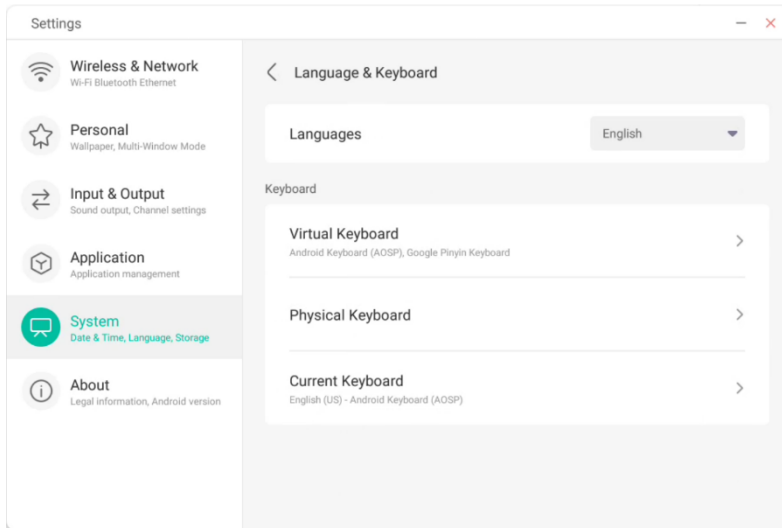 Settings
Wireless & Network
Wi-Fi Bluetooth Ethernet
Personal
Wallpaper, Multi-Window Mode
Input & Output
Sound output, Channel settings
Application
Application management
System
Date & Time, Language, Storage
About
Legal information, Android version
Language & Keyboard
Languages
English
Keyboard
Virtual Keyboard
Android Keyboard (AOSP), Google Pinyin Keyboard
Physical Keyboard
Current Keyboard
English (US) - Android Keyboard (AOSP)